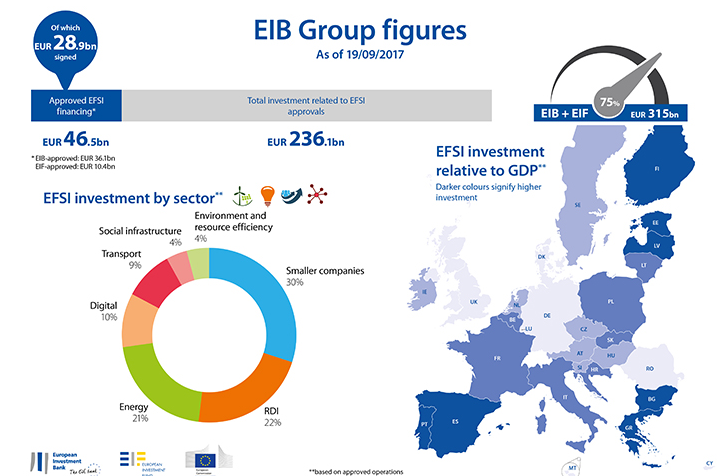 EIB Group figures
As of 19/09/2017
Of which
EUR 28.9bn
signed
Approved EFSI
financing*
Total investment related to EFSI
approvals
EUR 46.5bn
EUR 236.1bn
* EIB-approved: EUR 36.1bn
EIF-approved: EUR 10.4bn
75%
EIB + EIF
EUR 315bn
EFSI investment
relative to GDP**
Darker colours signify higher
investment
EFSI investment by sector**
Environment and
resource efficiency
4%
Social infrastructure
4%
Transport
9%
Digital
10%
Energy
21%
RDI
22%
Smaller companies
30%
FI
SE
EE
LV
LT
DK
IE
UK
NL
BE
LU
DE
PL
CZ
SK
AT
HU
SI
HR
RO
FR
IT
BG
GR
PT
ES
MT
CY
European
Investment
Bank
The EU bank
EIF
EUROPEAN
INVESTMENT
**based on approved operations